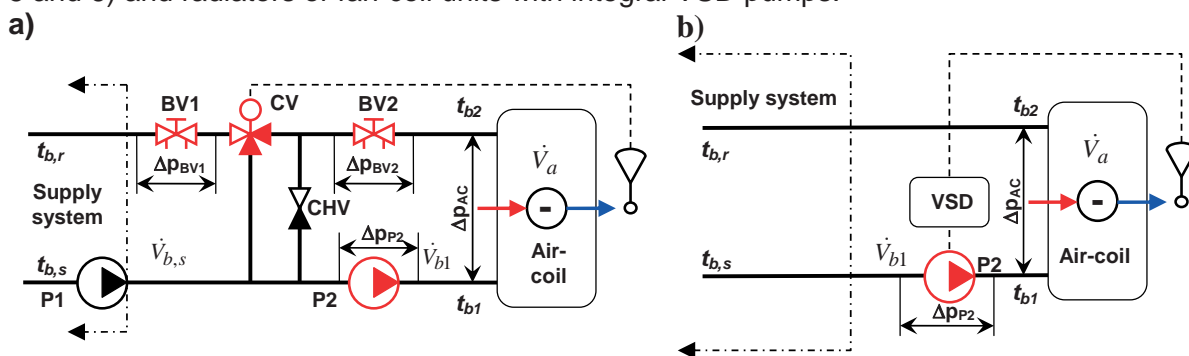 3 and 6) and radiators or fan-coil units with integral VSD pumps.
a)
BV1
CV
BV2
t_b2
t_b,r
Δp_BV1
Δp_BV2
V̇_a
Supply
system
CHV
Δp_AC
-
V̇_b,s
Δp_P2
V̇_b1
Air-
coil
t_b,s
P1
P2
t_b1
b)
Supply system
t_b2
t_b,r
V̇_a
VSD
Δp_AC
-
V̇_b1
Air-coil
t_b,s
P2
t_b1
Δp_P2